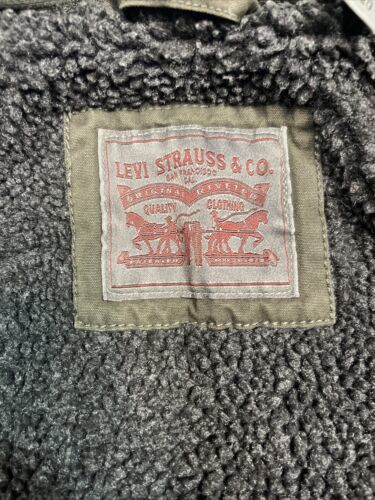 LEVI STRAUSS & CO.
SAN FRANCISCO
CAL.
ORIGINAL RIVETED
QUALITY CLOTHING